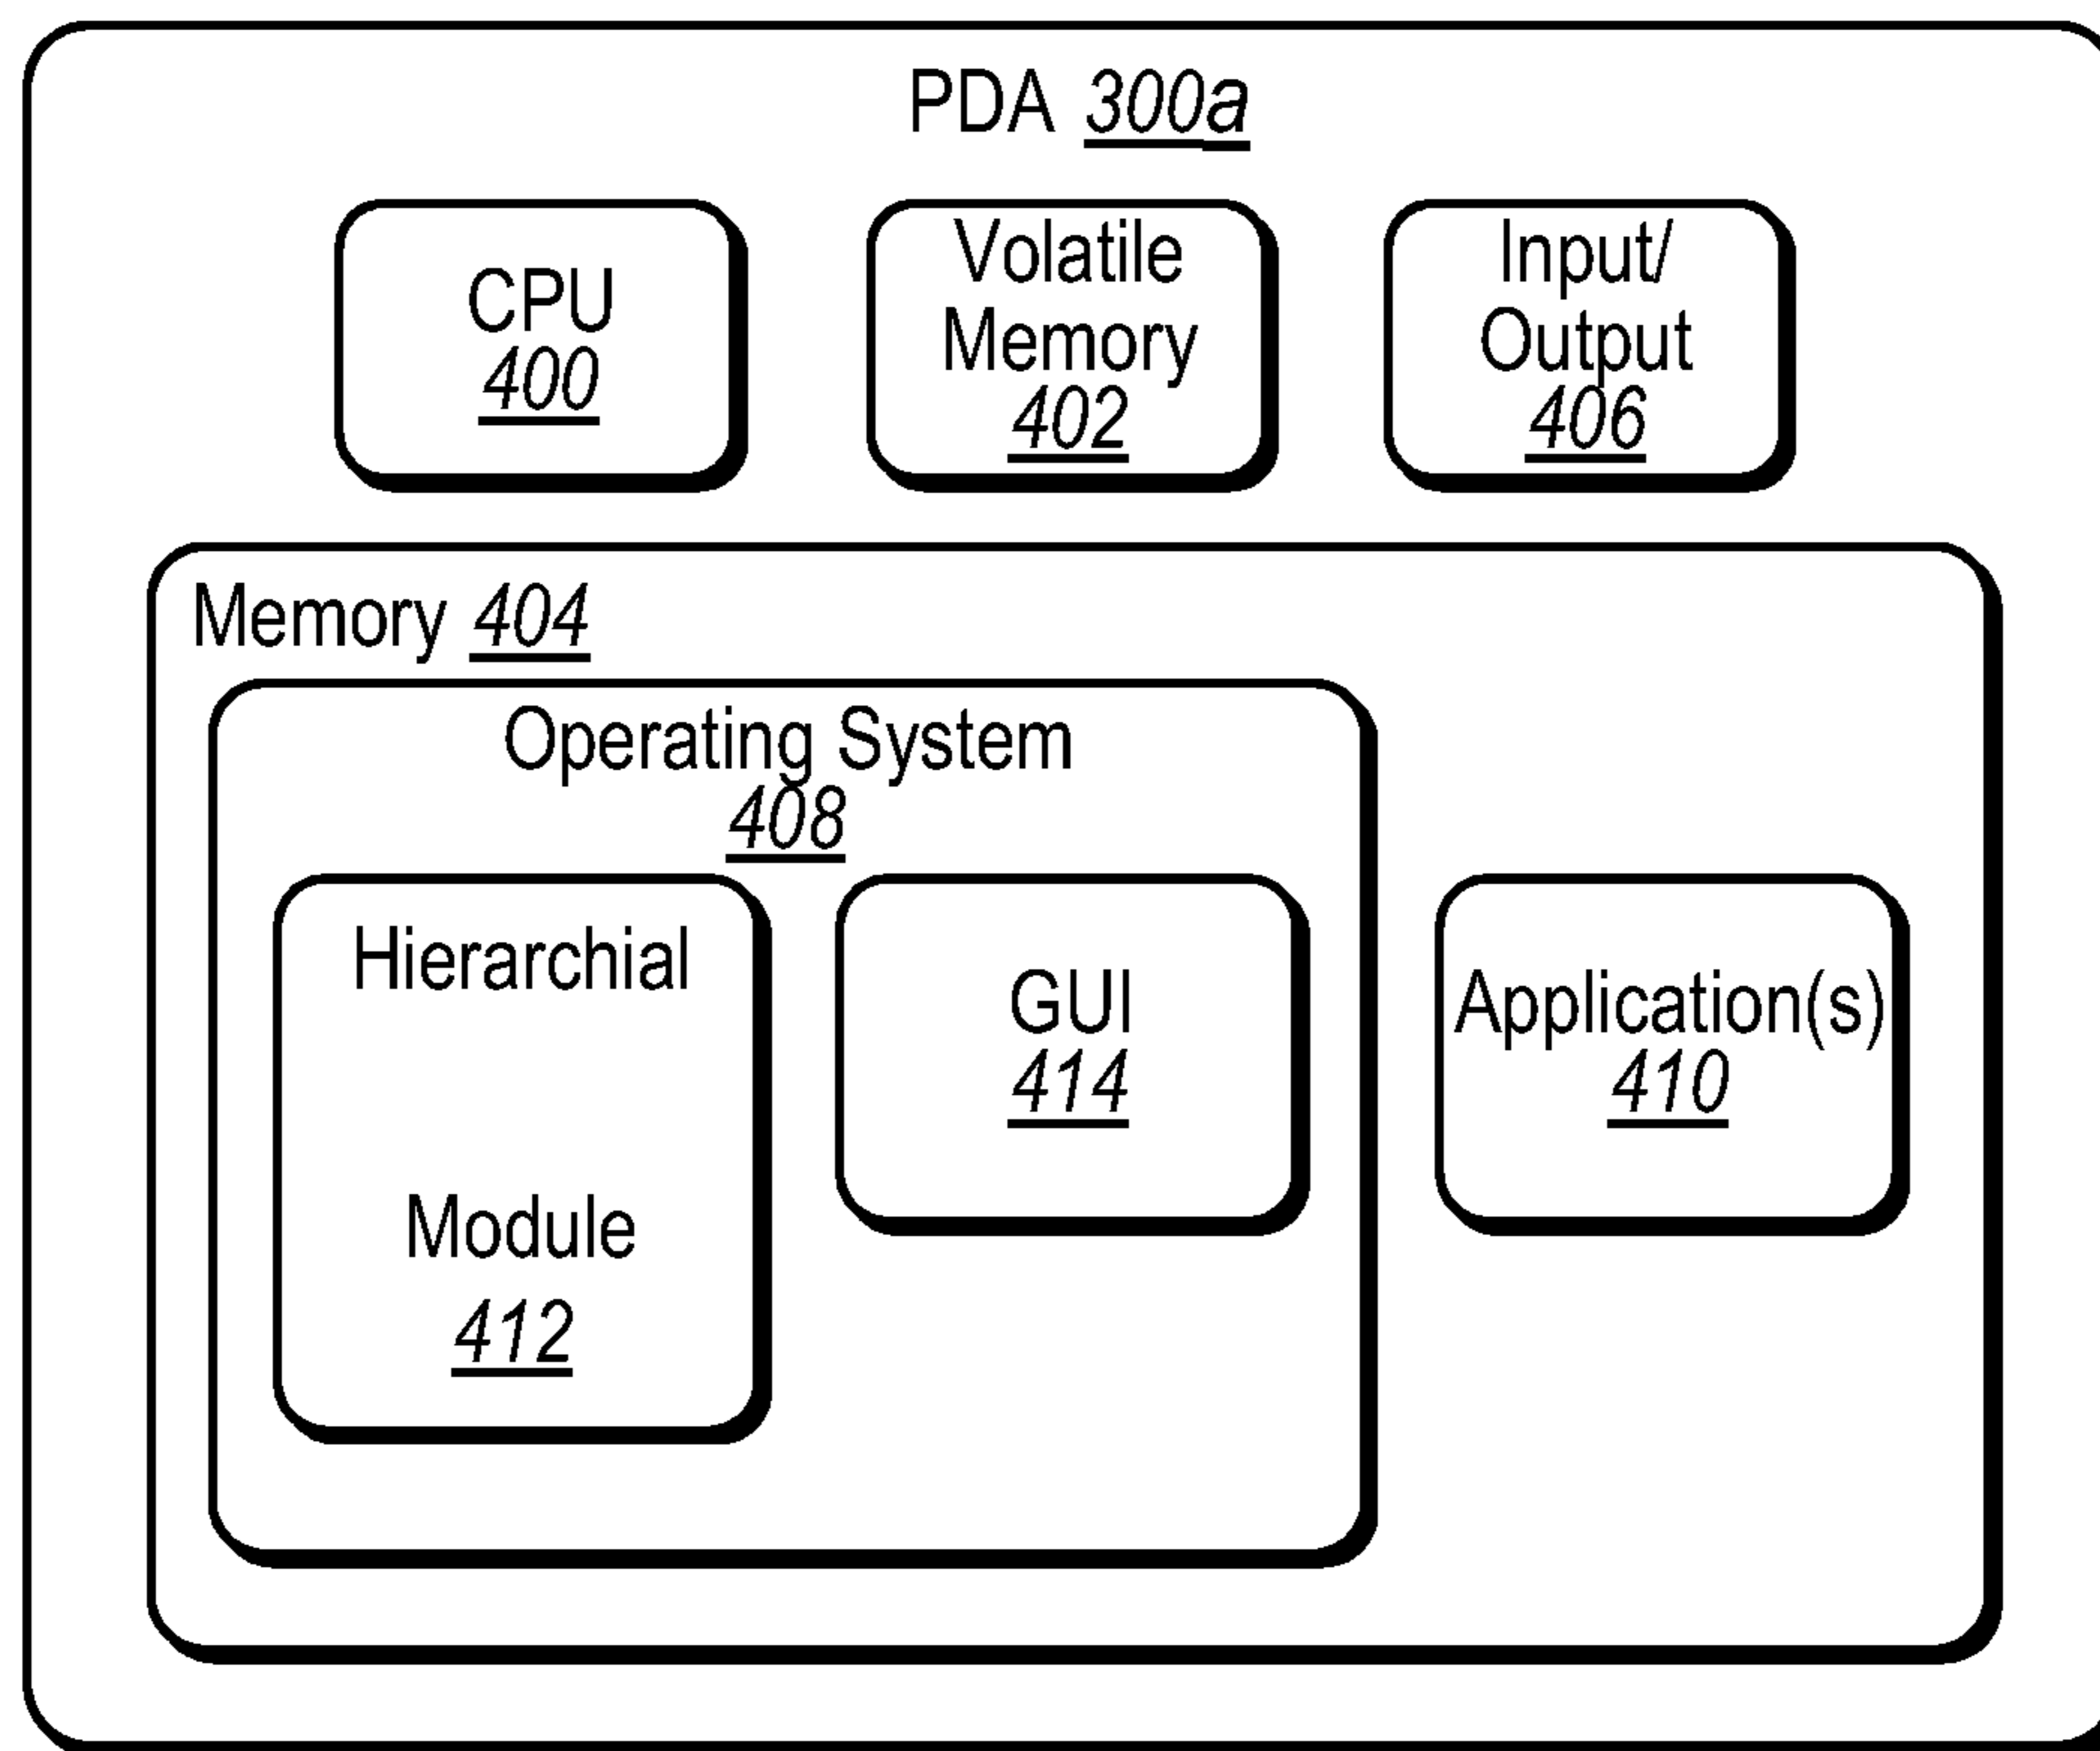 PDA 300a
CPU
400
Volatile
Memory
402
Input/
Output
406
Memory 404
Operating System
408
Hierarchial
Module
412
GUI
414
Application(s)
410